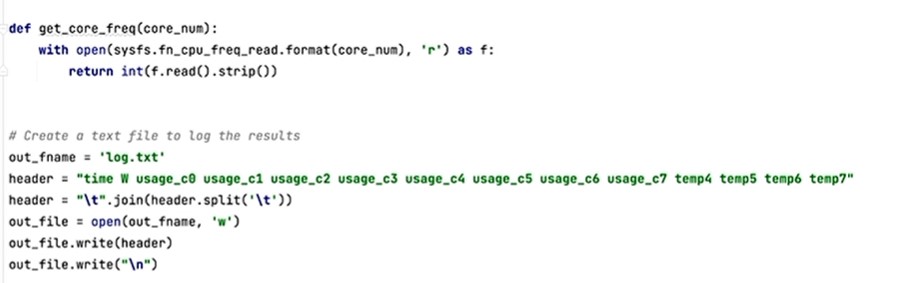 def get_core_freq(core_num):
    with open(sysfs.fn_cpu_freq_read.format(core_num), 'r') as f:
        return int(f.read().strip())
# Create a text file to log the results
out_fname = 'log.txt'
header = "time W usage_c0 usage_c1 usage_c2 usage_c3 usage_c4 usage_c5 usage_c6 usage_c7 temp4 temp5 temp6 temp7"
header = "\t".join(header.split('\t'))
out_file = open(out_fname, 'w')
out_file.write(header)
out_file.write("\n")